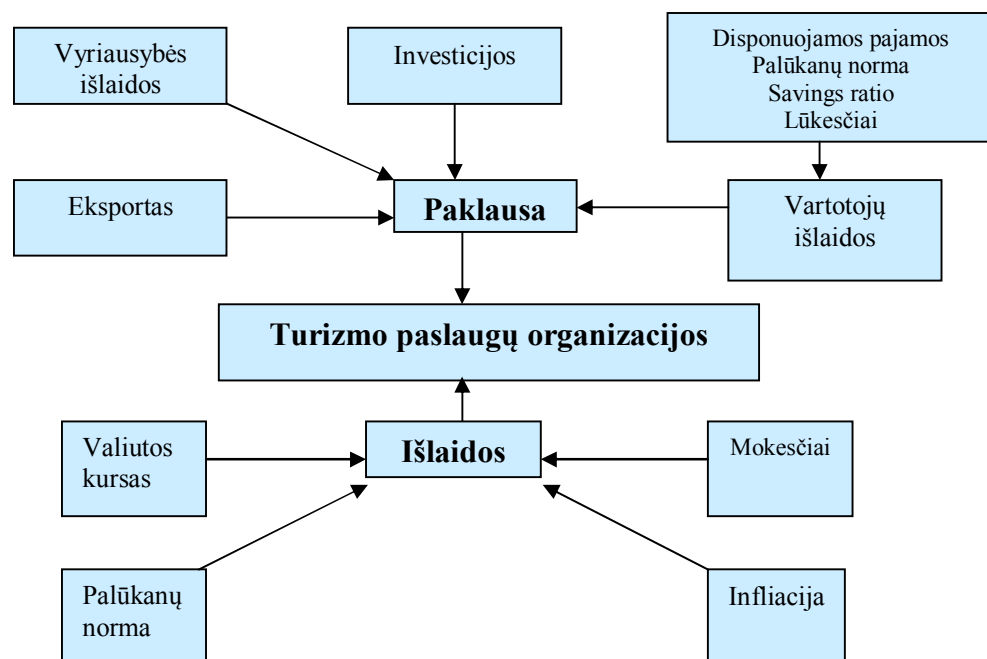 Vyriausybės
išlaidos
Investicijos
Disponuojamos pajamos
Palūkanų norma
Savings ratio
Lūkesčiai
Eksportas
Paklausa
Vartotojų
išlaidos
Turizmo paslaugų organizacijos
Valiutos
kursas
Išlaidos
Mokesčiai
Palūkanų
norma
Infliacija